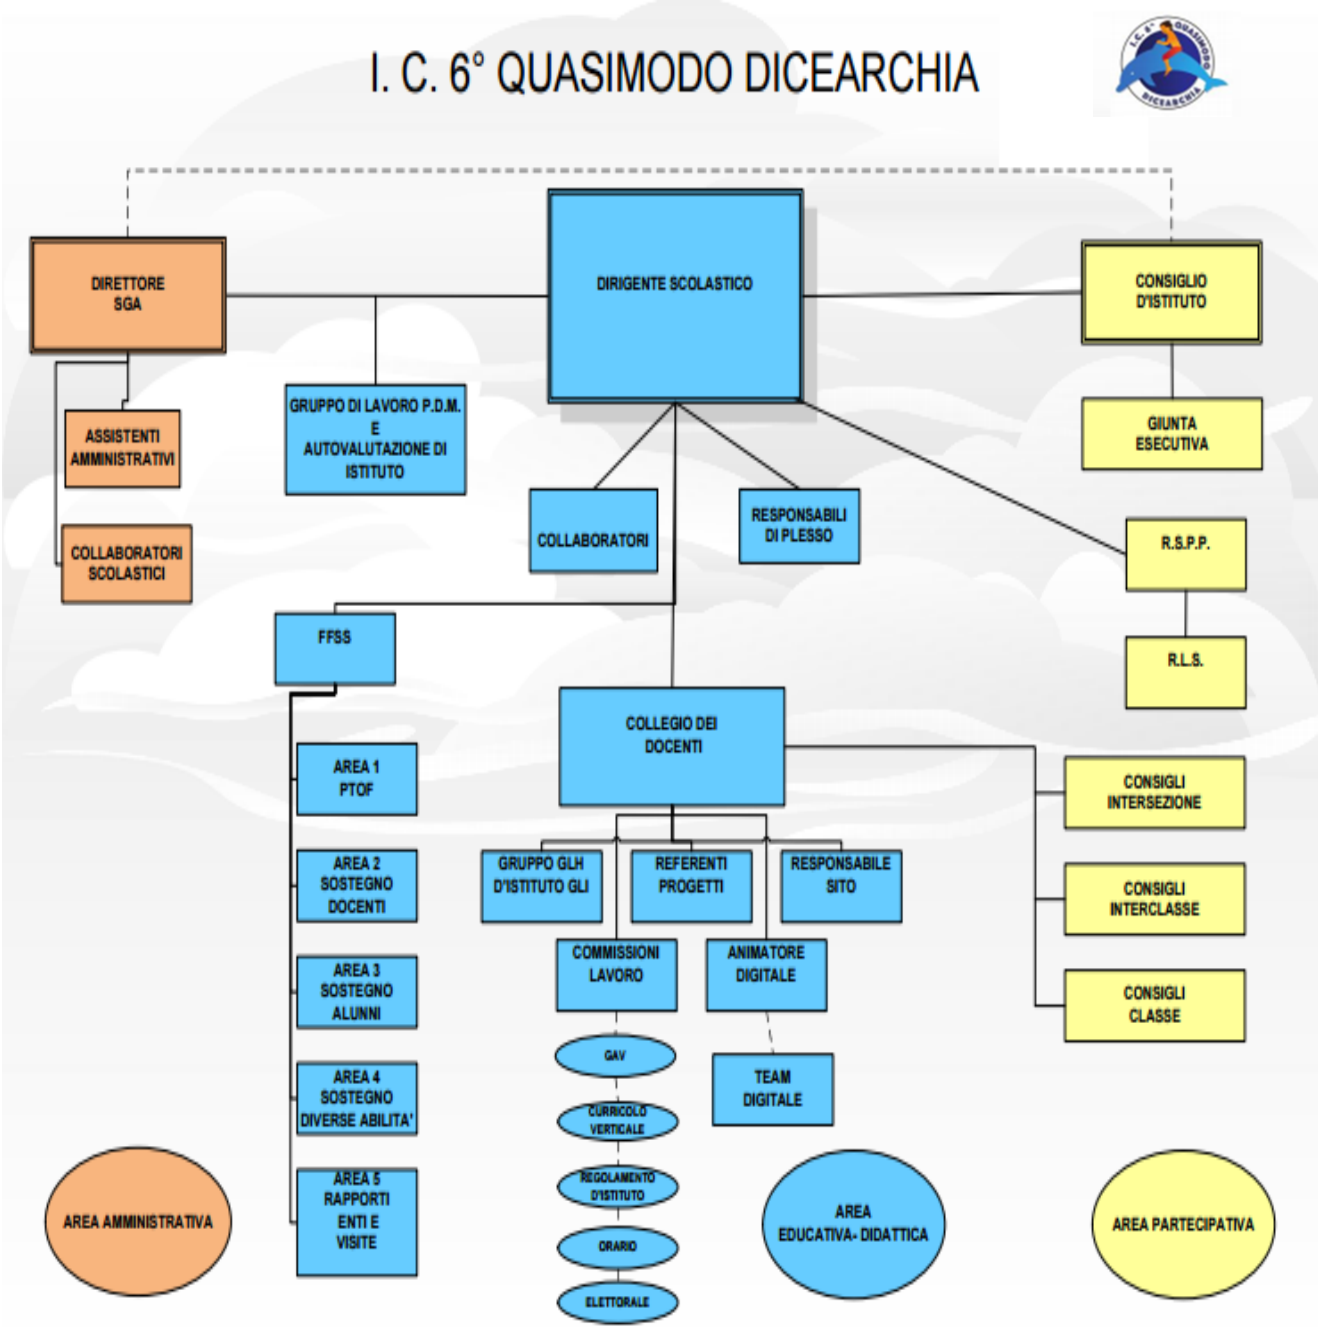 I. C. 6° QUASIMODO DICEARCHIA
I. C. 6° QUASIMODO
DICEARCHIA
DIRETTORE
SGA
DIRIGENTE SCOLASTICO
CONSIGLIO
D'ISTITUTO
GRUPPO DI LAVORO P.D.M.
E
AUTOVALUTAZIONE DI
ISTITUTO
GIUNTA
ESECUTIVA
ASSISTENTI
AMMINISTRATIVI
COLLABORATORI
RESPONSABILI
DI PLESSO
COLLABORATORI
SCOLASTICI
R.S.P.P.
FFSS
R.L.S.
COLLEGIO DEI
DOCENTI
AREA 1
PTOF
CONSIGLI
INTERSEZIONE
AREA 2
SOSTEGNO
DOCENTI
GRUPPO GLH
D'ISTITUTO GLI
REFERENTI
PROGETTI
RESPONSABILE
SITO
CONSIGLI
INTERCLASSE
AREA 3
SOSTEGNO
ALUNNI
COMMISSIONI
LAVORO
ANIMATORE
DIGITALE
CONSIGLI
CLASSE
AREA 4
SOSTEGNO
DIVERSE ABILITA'
GAV
TEAM
DIGITALE
CURRICOLO
VERTICALE
AREA 5
RAPPORTI
ENTI E
VISITE
REGOLAMENTO
D'ISTITUTO
ORARIO
ELETTORALE
AREA AMMINISTRATIVA
AREA
EDUCATIVA- DIDATTICA
AREA PARTECIPATIVA